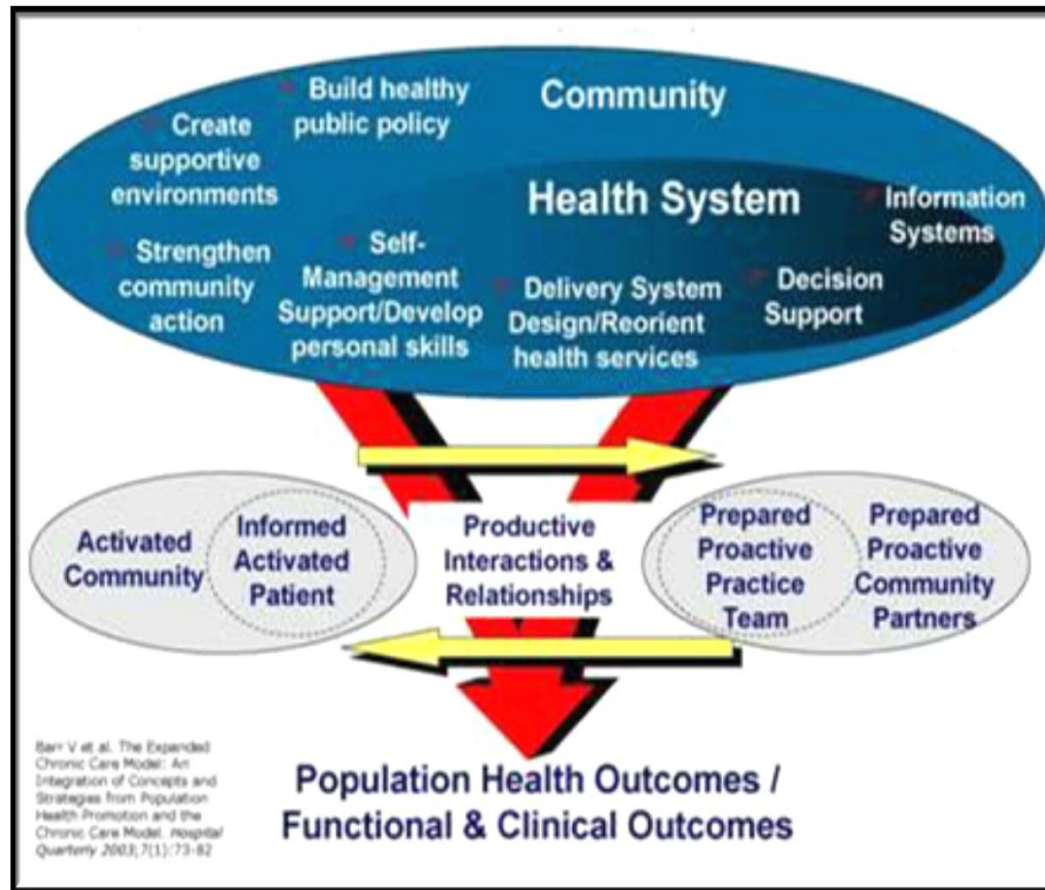 Community
Build healthy
public policy
Create
supportive
environments
Strengthen
community
action
Health System
Self-
Management
Support/Develop
personal skills
Delivery System
Design/Reorient
health services
Decision
Support
Information
Systems
Activated
Community
Informed
Activated
Patient
Productive
Interactions &
Relationships
Prepared
Proactive
Practice
Team
Prepared
Proactive
Community
Partners
Population Health Outcomes /
Functional & Clinical Outcomes
Barr V et al. The Expanded
Chronic Care Model: An
Integration of Concepts and
Strategies from Population
Health Promotion and the
Chronic Care Model. Hospital
Quarterly 2003;7(1):73-82